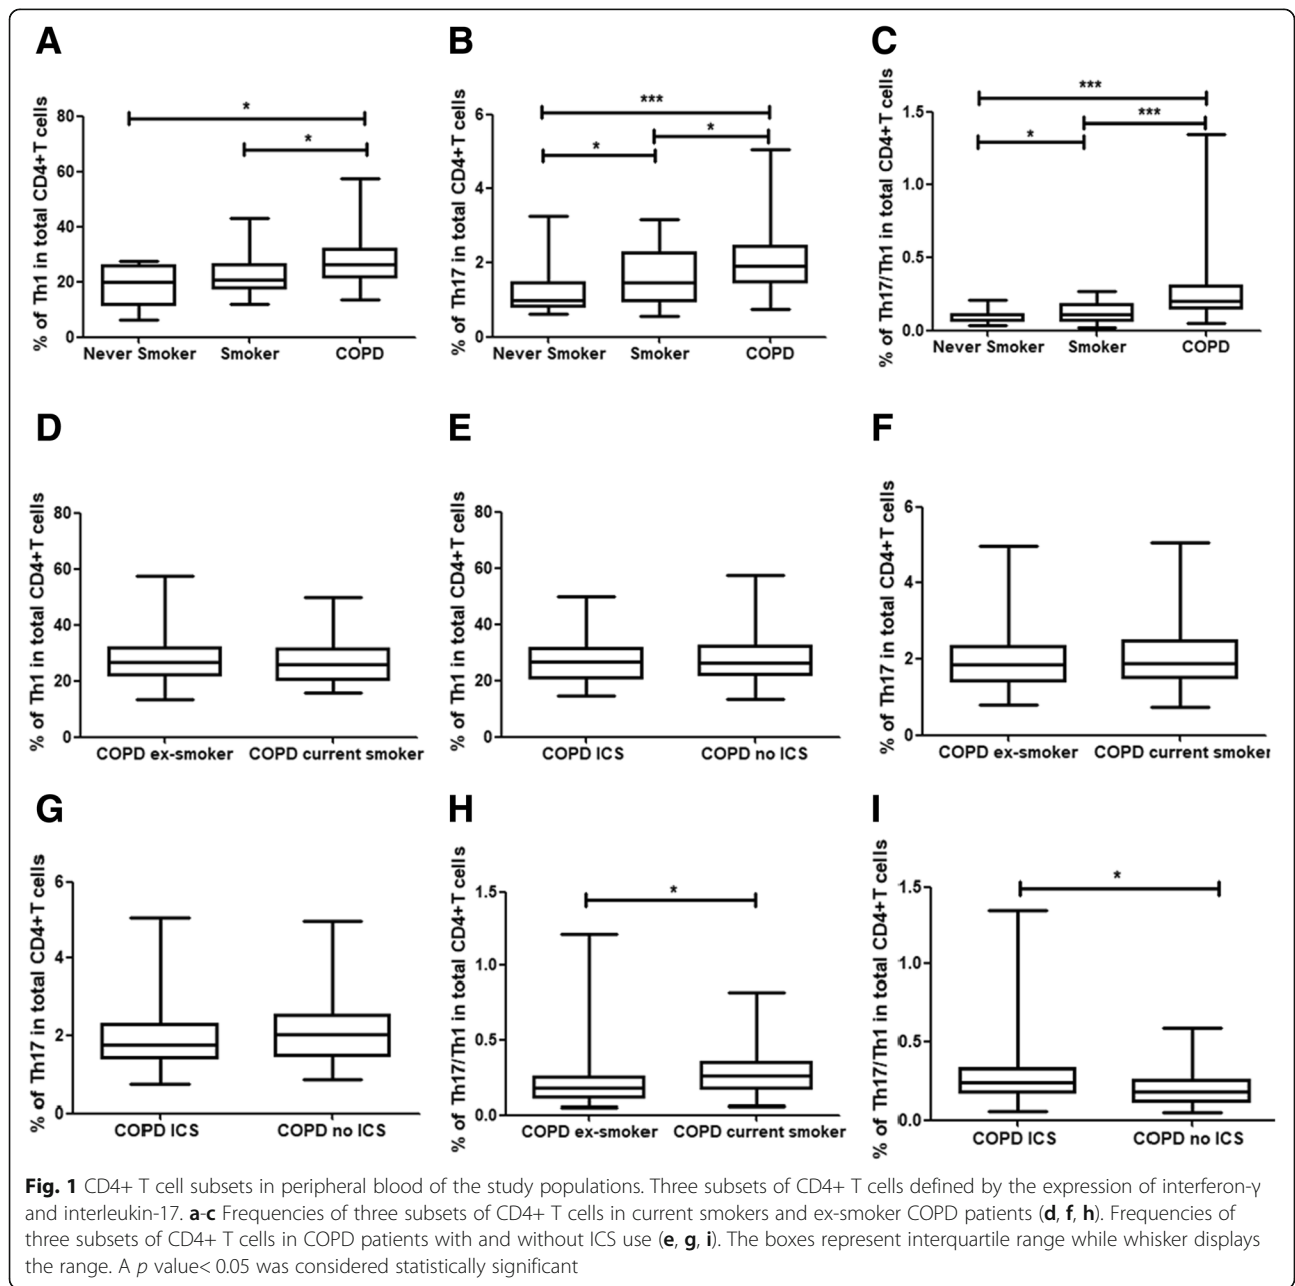 A
B
C
% of Th1 in total CD4+T cells
80
60
40
20
0
*
*
Never Smoker
Smoker
COPD
% of Th17 in total CD4+T cells
6
4
2
0
***
*
*
Never Smoker
Smoker
COPD
% of Th17/Th1 in total CD4+T cells
1.5
1.0
0.5
0.0
***
***
*
Never Smoker
Smoker
COPD
D
E
F
% of Th1 in total CD4+T cells
80
60
40
20
0
COPD ex-smoker
COPD current smoker
% of Th1 in total CD4+T cells
80
60
40
20
0
COPD ICS
COPD no ICS
% of Th17 in total CD4+T cells
6
4
2
0
COPD ex-smoker
COPD current smoker
G
H
I
% of Th17 in total CD4+T cells
6
4
2
0
COPD ICS
COPD no ICS
% of Th17/Th1 in total CD4+T cells
1.5
1.0
0.5
0.0
*
COPD ex-smoker
COPD current smoker
% of Th17/Th1 in total CD4+T cells
1.5
1.0
0.5
0.0
*
COPD ICS
COPD no ICS
Fig. 1 CD4+ T cell subsets in peripheral blood of the study populations. Three subsets of CD4+ T cells defined by the expression of interferon-γ
and interleukin-17. a-c Frequencies of three subsets of CD4+ T cells in current smokers and ex-smoker COPD patients (d, f, h). Frequencies of
three subsets of CD4+ T cells in COPD patients with and without ICS use (e, g, i). The boxes represent interquartile range while whisker displays
the range. A p value< 0.05 was considered statistically significant